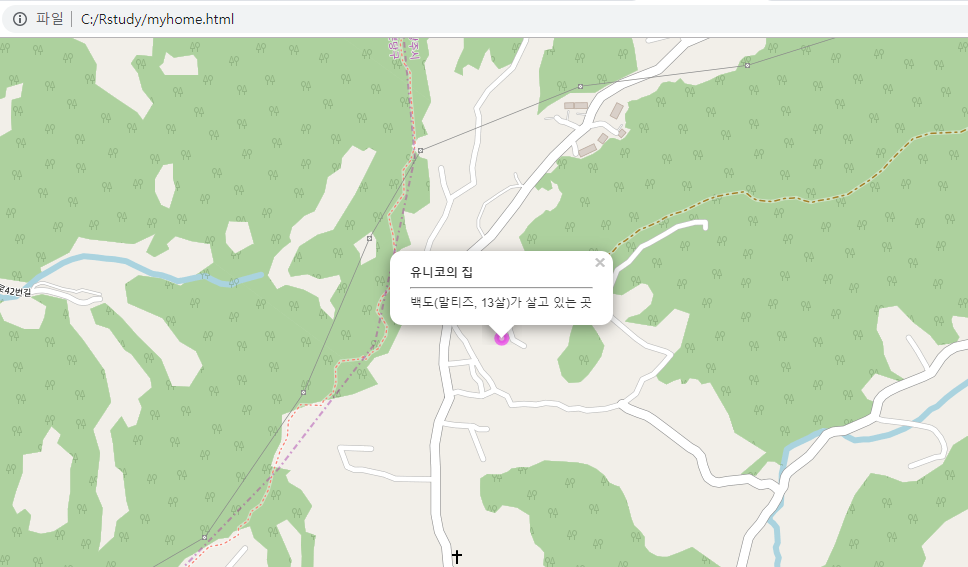 파일
C:/Rstudy/myhome.html
유니코의 집
백도(말티즈, 13살)가 살고 있는 곳
로42번길